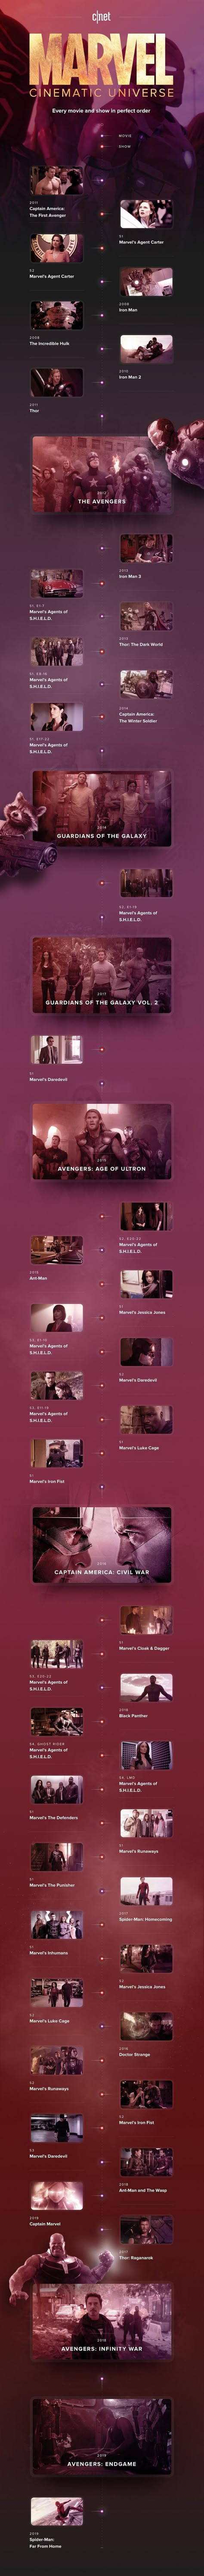 c|net
MARVEL
CINEMATIC UNIVERSE
Every movie and show in perfect order
MOVIE
SHOW
2011
Captain America:
The First Avenger
S1
Marvel's Agent Carter
S2
Marvel's Agent Carter
2008
Iron Man
2008
The Incredible Hulk
2010
Iron Man 2
2011
Thor
2012
THE AVENGERS
2013
Iron Man 3
S1, E1-7
Marvel's Agents of
S.H.I.E.L.D.
2013
Thor: The Dark World
S1, E8-16
Marvel's Agents of
S.H.I.E.L.D.
2014
Captain America:
The Winter Soldier
S1, E17-22
Marvel's Agents of
S.H.I.E.L.D.
2014
GUARDIANS OF THE GALAXY
S2, E1-19
Marvel's Agents of
S.H.I.E.L.D.
2017
GUARDIANS OF THE GALAXY VOL. 2
S1
Marvel's Daredevil
2015
AVENGERS: AGE OF ULTRON
S2, E20-22
Marvel's Agents of
S.H.I.E.L.D.
2015
Ant-Man
S1
Marvel's Jessica Jones
Marvel's Agents of
S.H.I.E.L.D.
S2
Marvel's Daredevil
S3, E11-19
Marvel's Agents of
S.H.I.E.L.D.
S1
Marvel's Luke Cage
S1
Marvel's Iron Fist
2016
CAPTAIN AMERICA: CIVIL WAR
S1
Marvel's Cloak & Dagger
S3, E20-22
Marvel's Agents of
S.H.I.E.L.D.
2018
Black Panther
S4, GHOST RIDER
Marvel's Agents of
S.H.I.E.L.D.
LMD
Marvel's Agents of
S.H.I.E.L.D.
S1
Marvel's The Defenders
S1
Marvel's Runaways
S1
Marvel's The Punisher
2017
Spider-Man: Homecoming
S1
Marvel's Inhumans
S2
Marvel's Jessica Jones
S2
Marvel's Luke Cage
2016
Doctor Strange
S2
Marvel's Runaways
S2
Marvel's Iron Fist
S3
Marvel's Daredevil
2018
Ant-Man and The Wasp
2019
Captain Marvel
2017
Thor: Ragnarok
2018
AVENGERS: INFINITY WAR
2019
AVENGERS: ENDGAME
2019
Spider-Man:
Far From Home